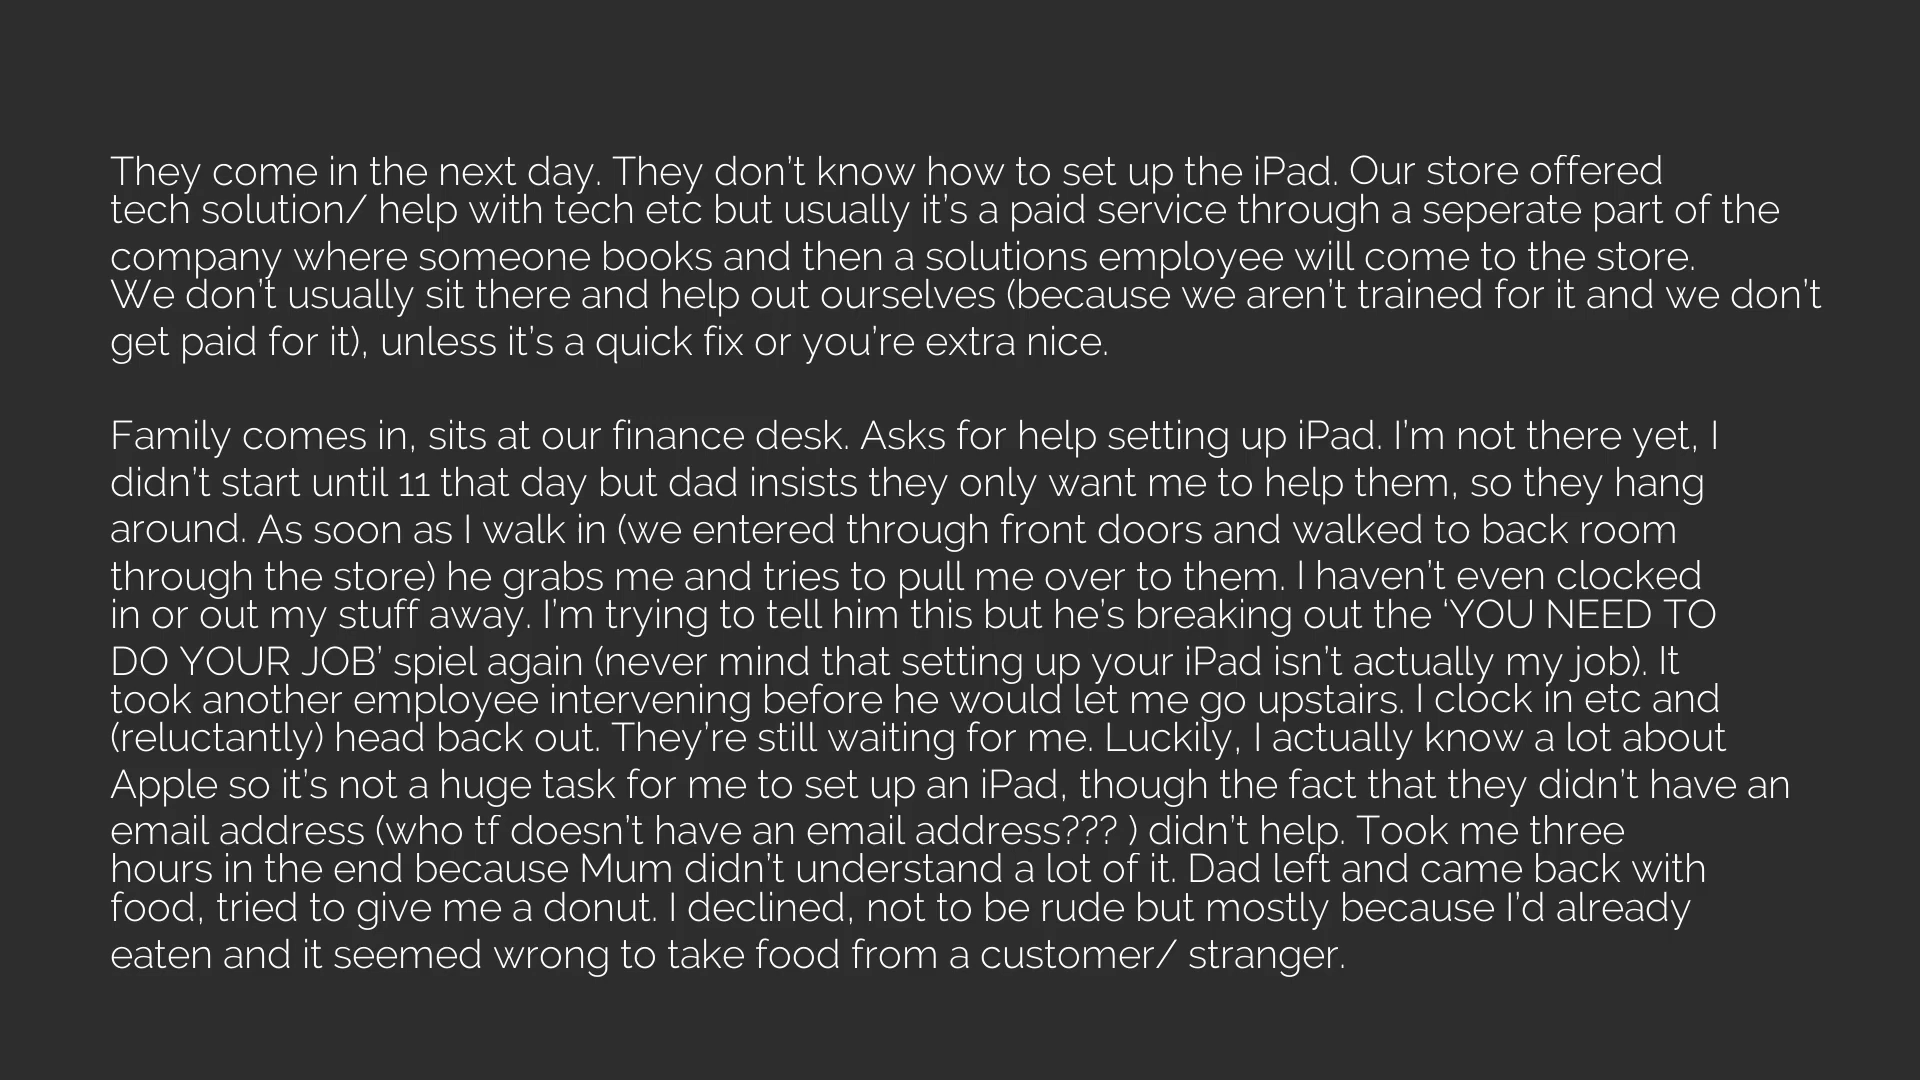 They come in the next day. They don't know how to set up the iPad. Our store offered
tech solution/ help with tech etc but usually it's a paid service through a seperate part of the
company where someone books and then a solutions employee will come to the store.
We don't usually sit there and help out ourselves (because we aren't trained for it and we don't
get paid for it), unless it's a quick fix or you're extra nice.
Family comes in, sits at our finance desk. Asks for help setting up iPad. I'm not there yet, I
didn't start until 11 that day but dad insists they only want me to help them, so they hang
around. As soon as I walk in (we entered through front doors and walked to back room
through the store) he grabs me and tries to pull me over to them. I haven't even clocked
in or out my stuff away. I'm trying to tell him this but he's breaking out the ‘YOU NEED TO
DO YOUR JOB’ spiel again (never mind that setting up your iPad isn't actually my job). It
took another employee intervening before he would let me go upstairs. I clock in etc and
(reluctantly) head back out. They're still waiting for me. Luckily, I actually know a lot about
Apple so it's not a huge task for me to set up an iPad, though the fact that they didn't have an
email address (who tf doesn't have an email address??? ) didn't help. Took me three
hours in the end because Mum didn't understand a lot of it. Dad left and came back with
food, tried to give me a donut. I declined, not to be rude but mostly because I'd already
eaten and it seemed wrong to take food from a customer/ stranger.